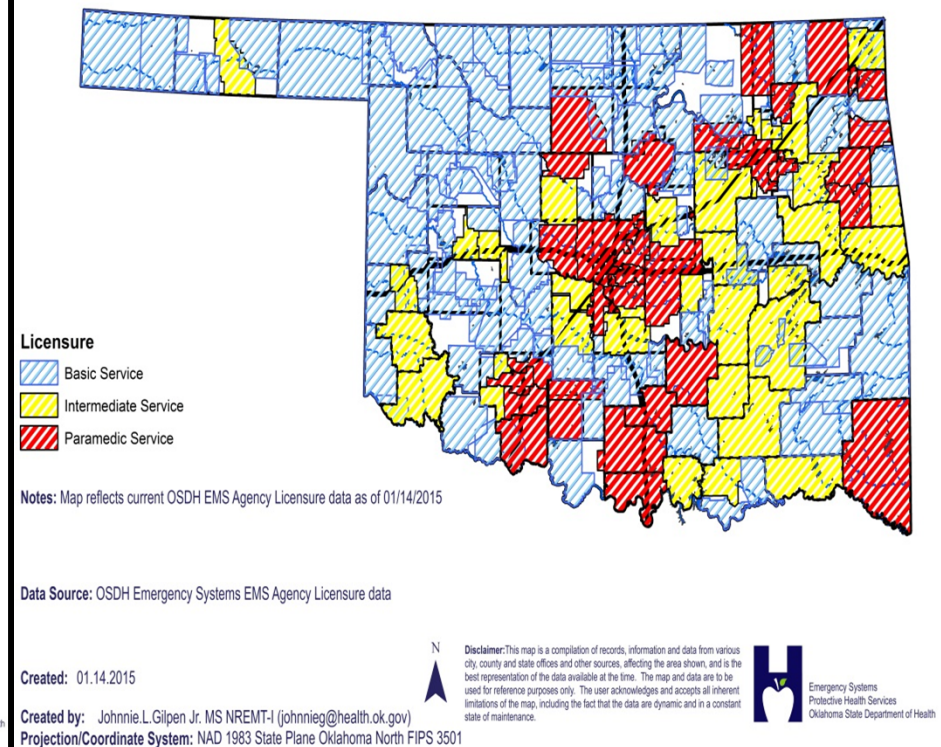 Licensure
Basic Service
Intermediate Service
Paramedic Service
Notes: Map reflects current OSDH EMS Agency Licensure data as of 01/14/2015
Data Source: OSDH Emergency Systems EMS Agency Licensure data
Created: 01.14.2015
Created by: Johnnie.L.Gilpen Jr. MS NREMT-I (johnnieg@health.ok.gov)
Projection/Coordinate System: NAD 1983 State Plane Oklahoma North FIPS 3501
N
Disclaimer:This map is a compilation of records, information and data from various
city, county and state offices and other sources, affecting the area shown, and is the
best representation of the data available at the time. The map and data are to be
used for reference purposes only. The user acknowledges and accepts all inherent
limitations of the map, including the fact that the data are dynamic and in a constant
state of maintenance.
Emergency Systems
Protective Health Services
Oklahoma State Department of Health